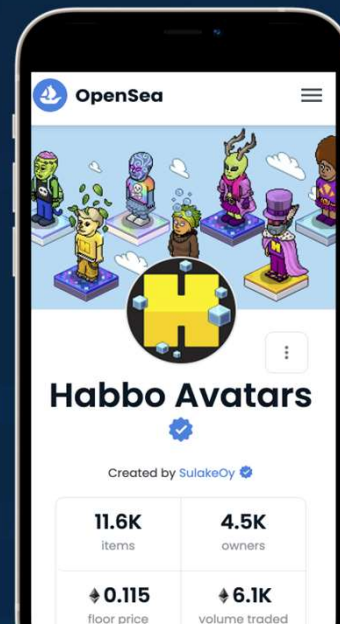 OpenSea
Habbo Avatars
Created by SulakeOy
11.6K
4.5K
items
owners
0.115
6.1K
floor price
volume traded